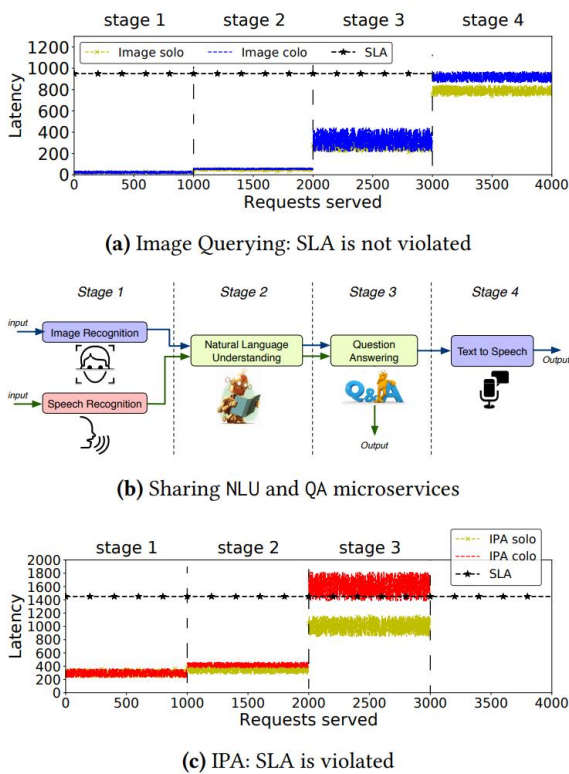 stage 1 stage 2 stage 3 stage 4
1200
1000
800
600
400
200
0
Latency
Image solo Image colo SLA
0 500 1000 1500 2000 2500 3000 3500 4000
Requests served
(a) Image Querying: SLA is not violated
Stage 1 Stage 2 Stage 3 Stage 4
input
Image Recognition
Natural Language
Understanding
Question
Answering
Text to Speech
Output
input
Speech Recognition
Q&A
Output
(b) Sharing NLU and QA microservices
stage 1 stage 2 stage 3
IPA solo
IPA colo
SLA
2000
1800
1600
1400
1200
1000
800
600
400
200
0
Latency
0 500 1000 1500 2000 2500 3000 3500 4000
Requests served
(c) IPA: SLA is violated